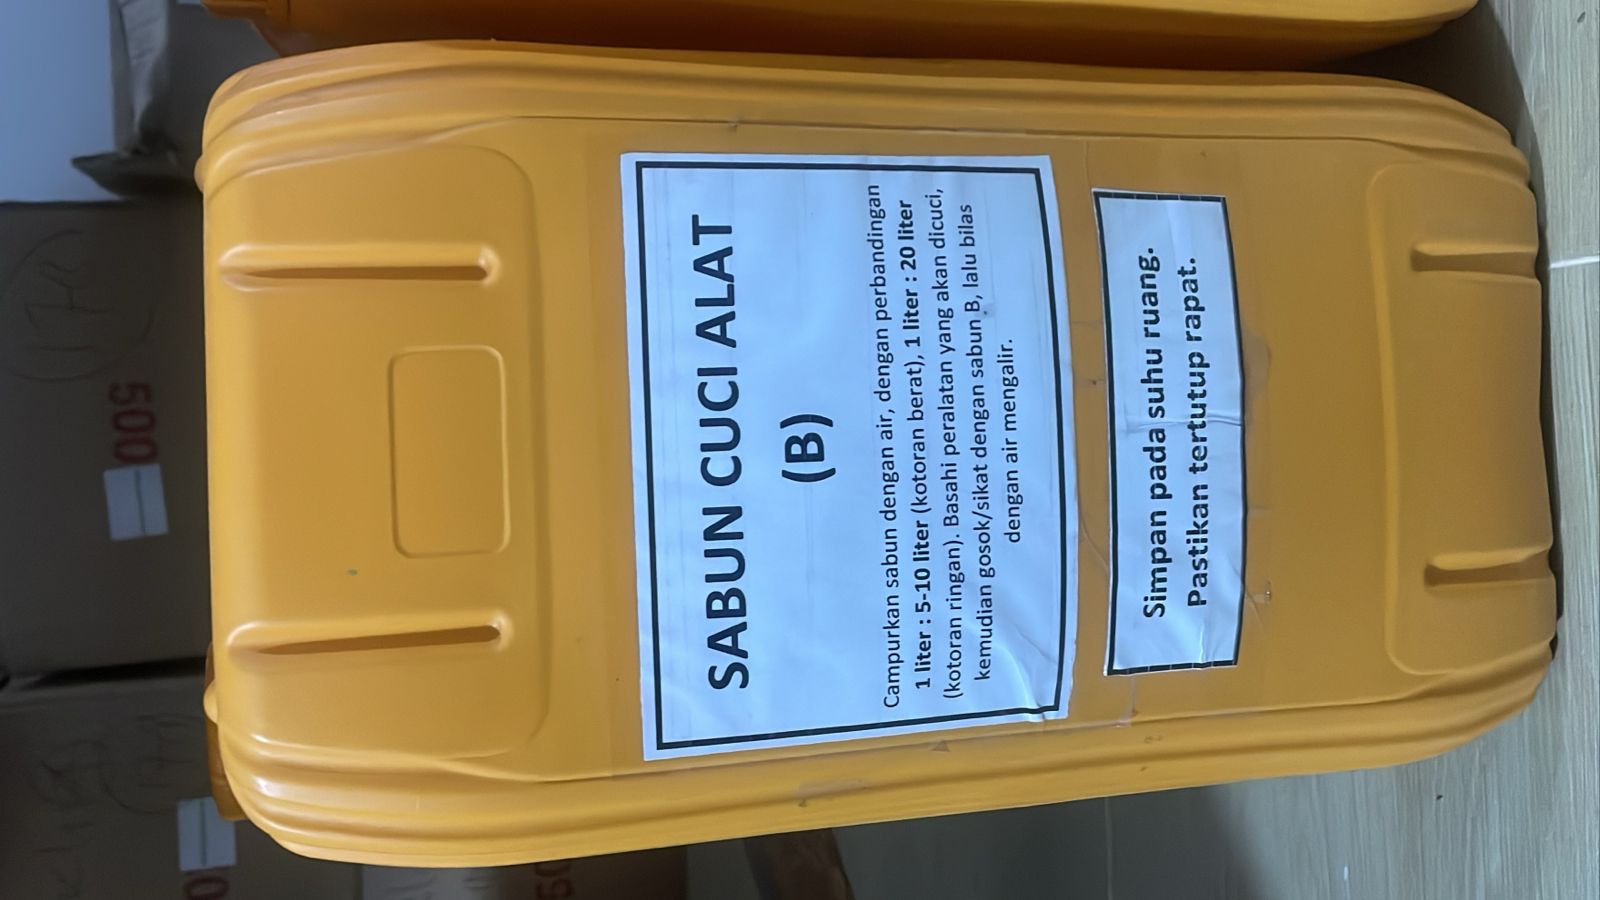 SABUN CUCI ALAT
(B)
Campurkan sabun dengan air, dengan perbandingan
1 liter : 5-10 liter (kotoran berat), 1 liter : 20 liter
(kotoran ringan). Basahi peralatan yang akan dicuci,
kemudian gosok/sikat dengan sabun B, lalu bilas
dengan air mengalir.
Simpan pada suhu ruang.
Pastikan tertutup rapat.
500